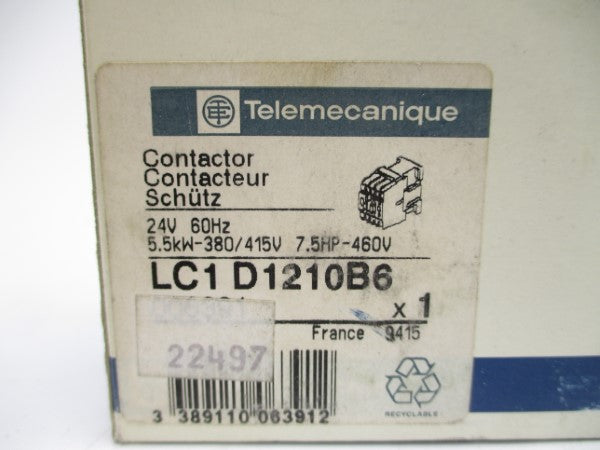 Telemecanique
Contactor
Contacteur
Schütz
24V 60Hz
5.5kW-380/415V 7.5HP-460V
LC1 D1210B6
x 1
France 9415
22497
3 389110 063912
RECYCLABLE